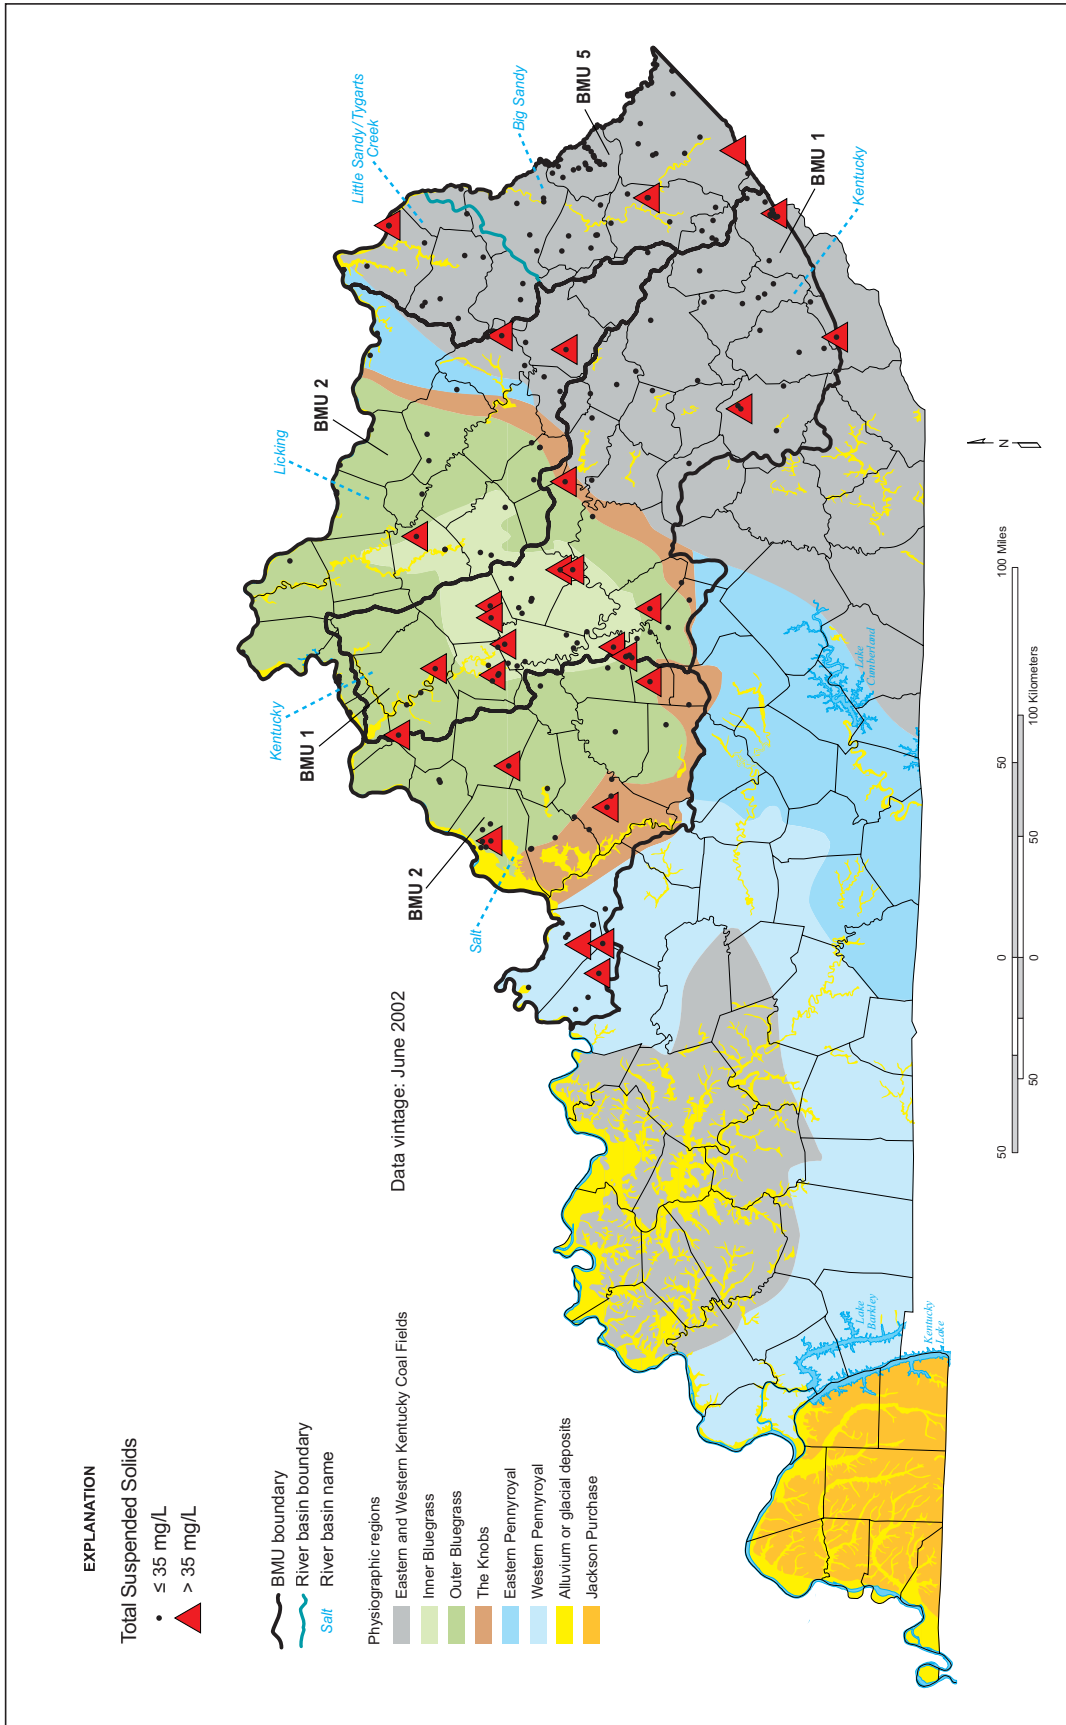 EXPLANATION
Total Suspended Solids
≤ 35 mg/L
> 35 mg/L
BMU boundary
River basin boundary
Salt River basin name
Physiographic regions
Eastern and Western Kentucky Coal Fields
Inner Bluegrass
Outer Bluegrass
The Knobs
Eastern Pennyroyal
Western Pennyroyal
Alluvium or glacial deposits
Jackson Purchase
Data vintage: June 2002
Salt
BMU 2
BMU 1
Kentucky
Licking
BMU 2
Little Sandy/Tygarts
Creek
Big Sandy
BMU 5
BMU 1
Kentucky
Lake
Cumberland
Lake
Barkley
Kentucky
Lake
N
50 0 50 100 Miles
50 0 50 100 Kilometers